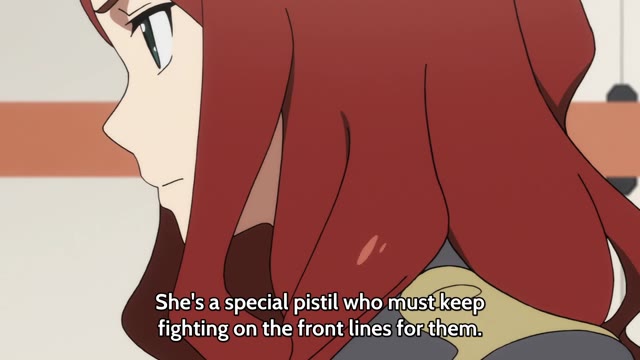 She's a special pistil who must keep
fighting on the front lines for them.